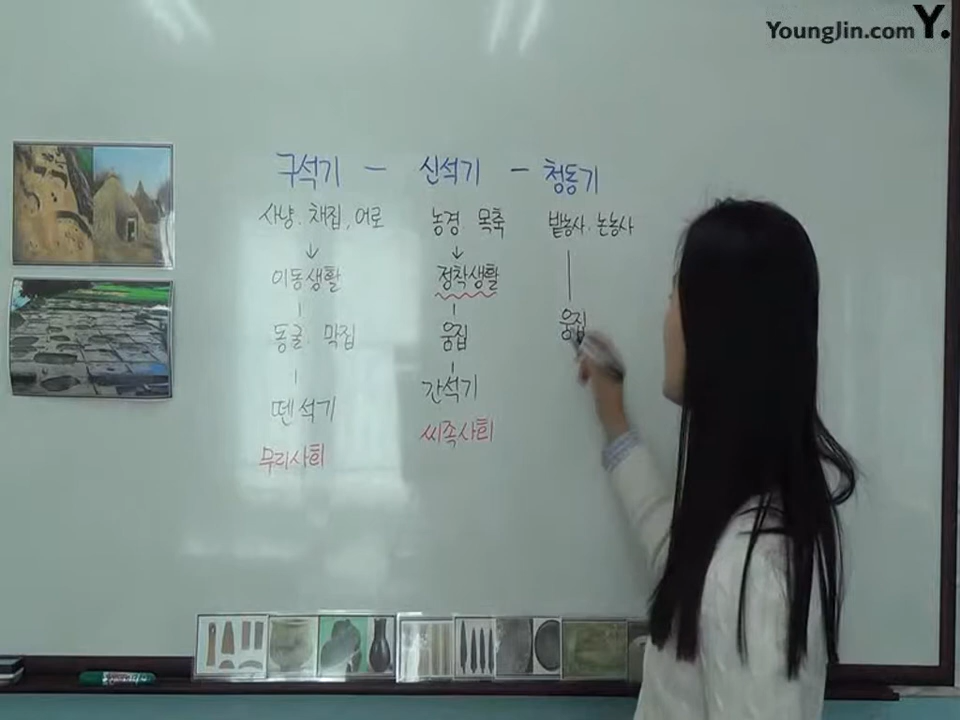 YoungJin.com Y.
구석기 - 신석기 - 청동기
사냥. 채집, 어로
농경. 목축
밭농사. 논농사
↓
↓
이동생활
정착생활
동굴. 막집
움집
움집
뗀석기
간석기
무리사회
씨족사회